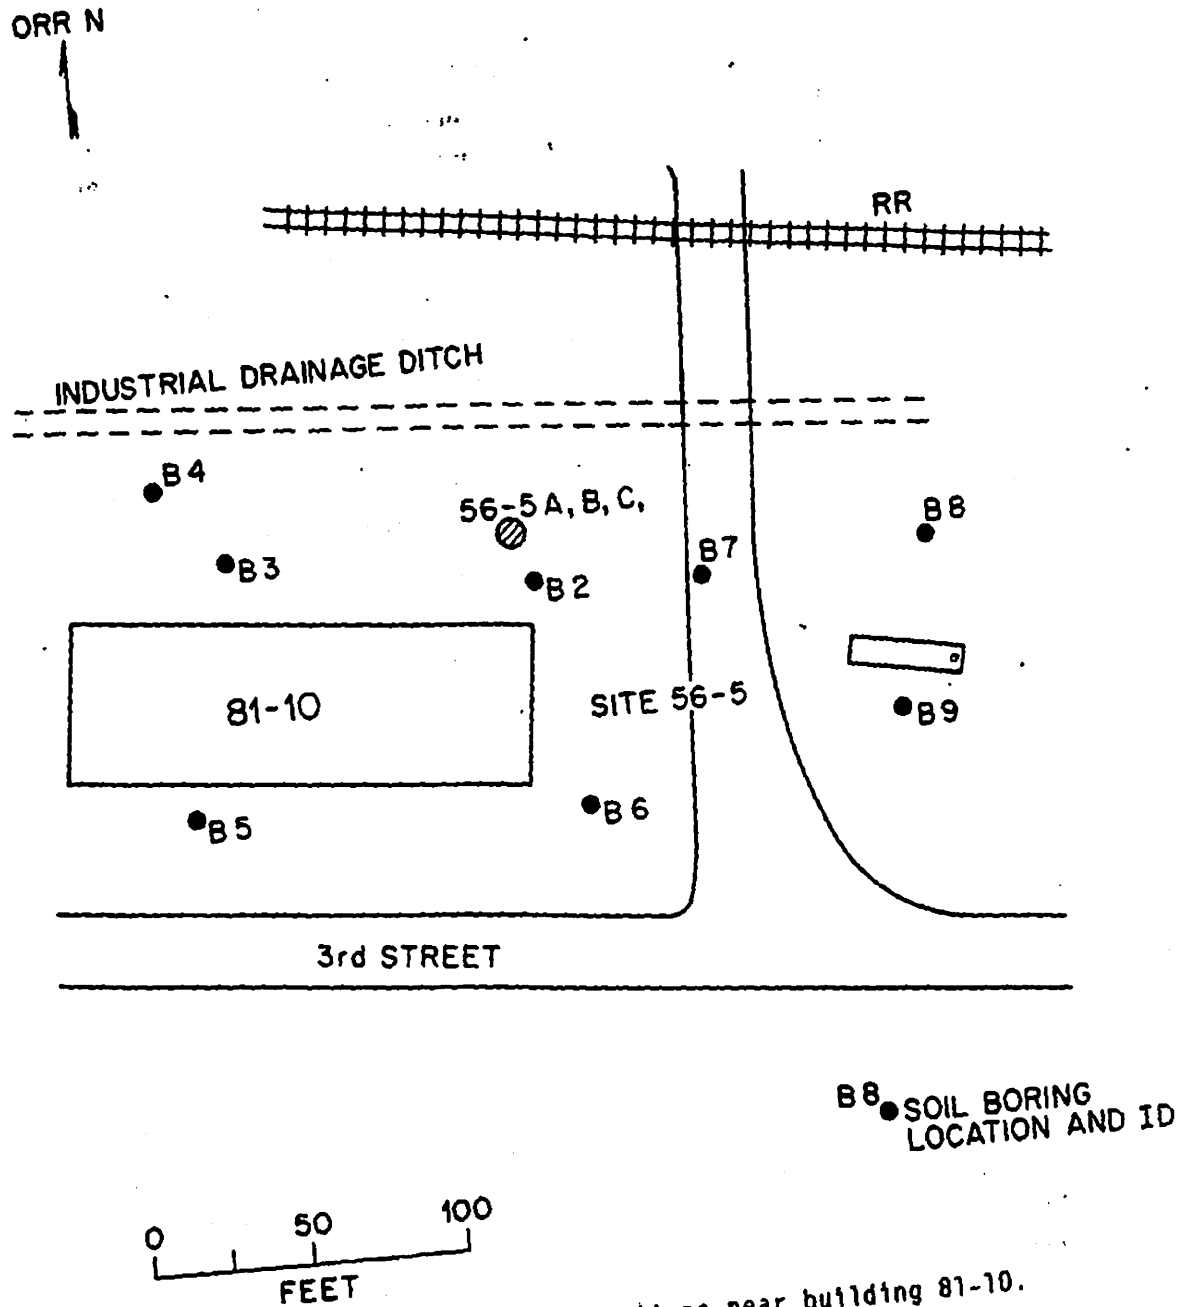 ORR N
RR
INDUSTRIAL DRAINAGE DITCH
B4
56-5 A, B, C,
B8
B7
B3
B2
81-10
SITE 56-5
B9
B6
B5
3rd STREET
B8 SOIL BORING
LOCATION AND ID
0 50 100
FEET
near building 81-10.